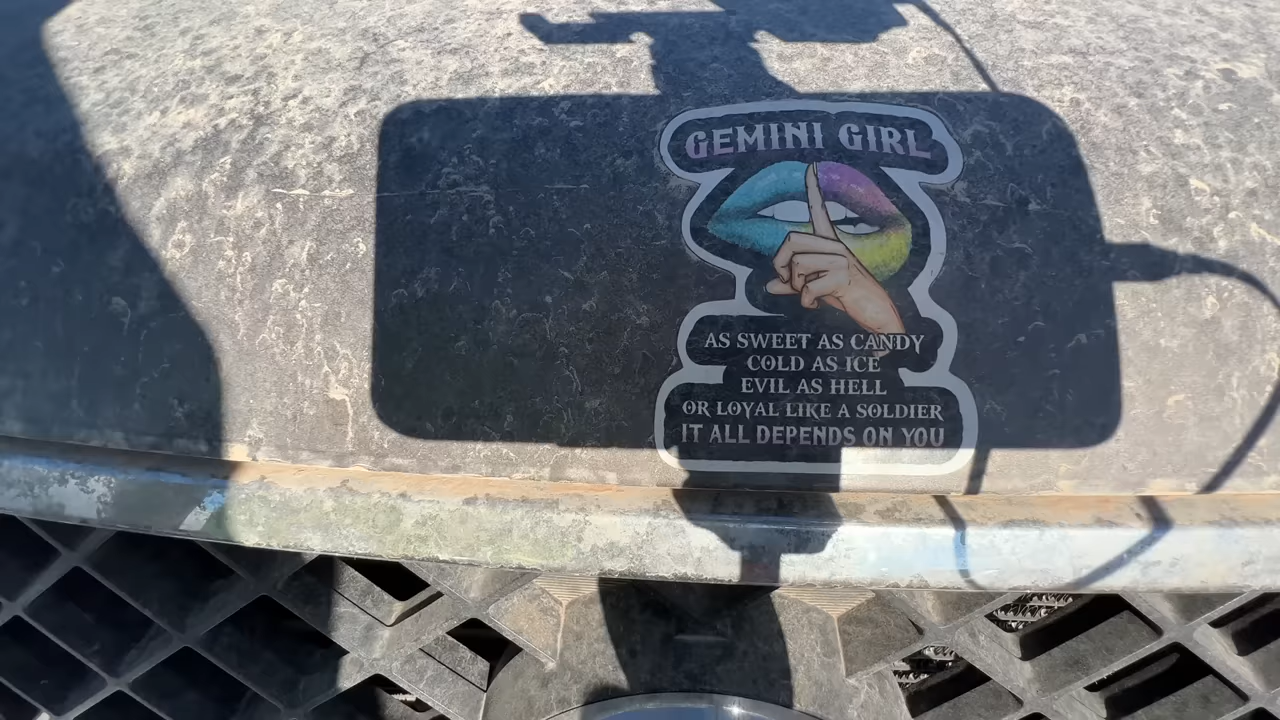 GEMINI GIRL
AS SWEET AS CANDY
COLD AS ICE
EVIL AS HELL
OR LOYAL LIKE A SOLDIER
IT ALL DEPENDS ON YOU